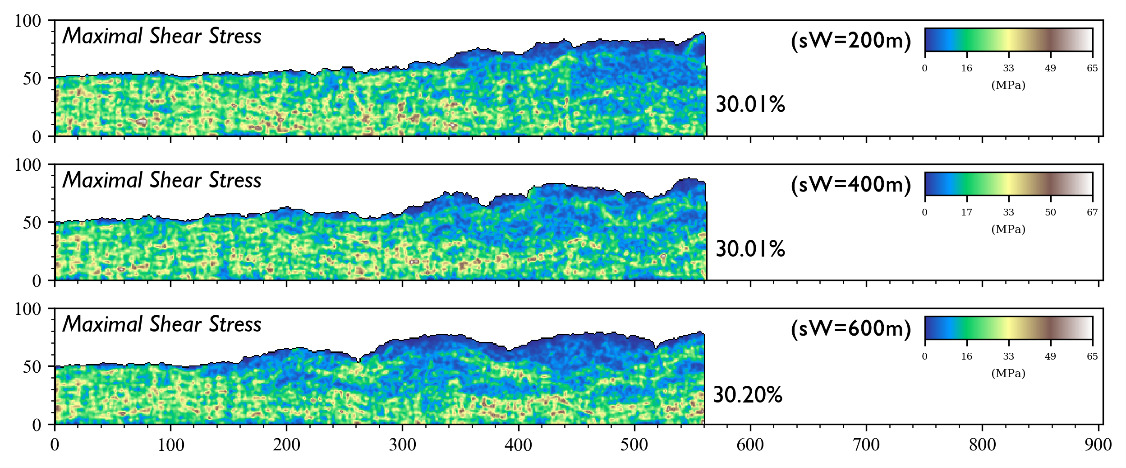 100
Maximal Shear Stress
(sW=200m)
50
0 16 33 49 65
(MPa)
30.01%
0
100
Maximal Shear Stress
(sW=400m)
50
0 17 33 50 67
(MPa)
30.01%
0
100
Maximal Shear Stress
(sW=600m)
50
0 16 33 49 65
(MPa)
30.20%
0
0 100 200 300 400 500 600 700 800 900